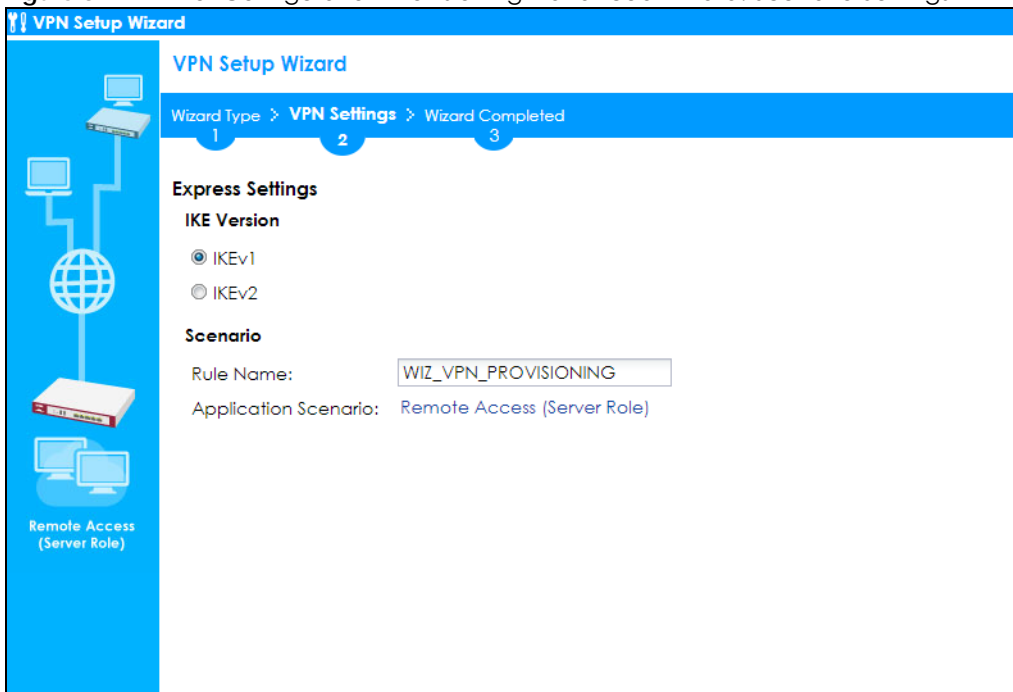 VPN Setup Wizard
VPN Setup Wizard
Wizard Type > VPN Settings > Wizard Completed
1 2 3
Express Settings
IKE Version
IKEv1
IKEv2
Scenario
Rule Name: WIZ_VPN_PROVISIONING
Application Scenario: Remote Access (Server Role)
Remote Access
(Server Role)